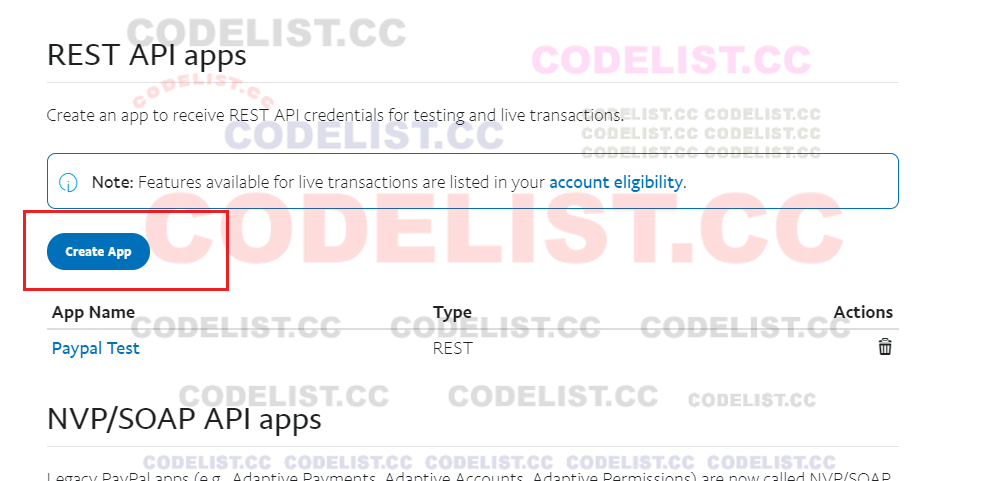 CODELIST.CC
REST API apps
CODELIST.CC
CODELIST.CC
Create an app to receive REST API credentials for testing and live transactions.
ELIST.CC CODELIST.CC
CODELIST.CC
CODELIST.CC CODELIST.CC
CODELIST.CC CODELIST.CC
Note: Features available for live transactions are listed in your account eligibility.
CODELIST.CC
Create App
App Name Type Actions
CODELIST.CC CODELIST.CC CODELIST.CC
Paypal Test REST
CODELIST.CC CODELIST.CC CODELIST.CC
NVP/SOAP API apps
CODELIST.CC CODELIST.CC CODELIST.CC CODELIST.CC CODELIST.CC
Legacy PayPal apps (e.g., Adaptive Payments, Adaptive Accounts, Adaptive Permissions) are now called NVP/SOAP